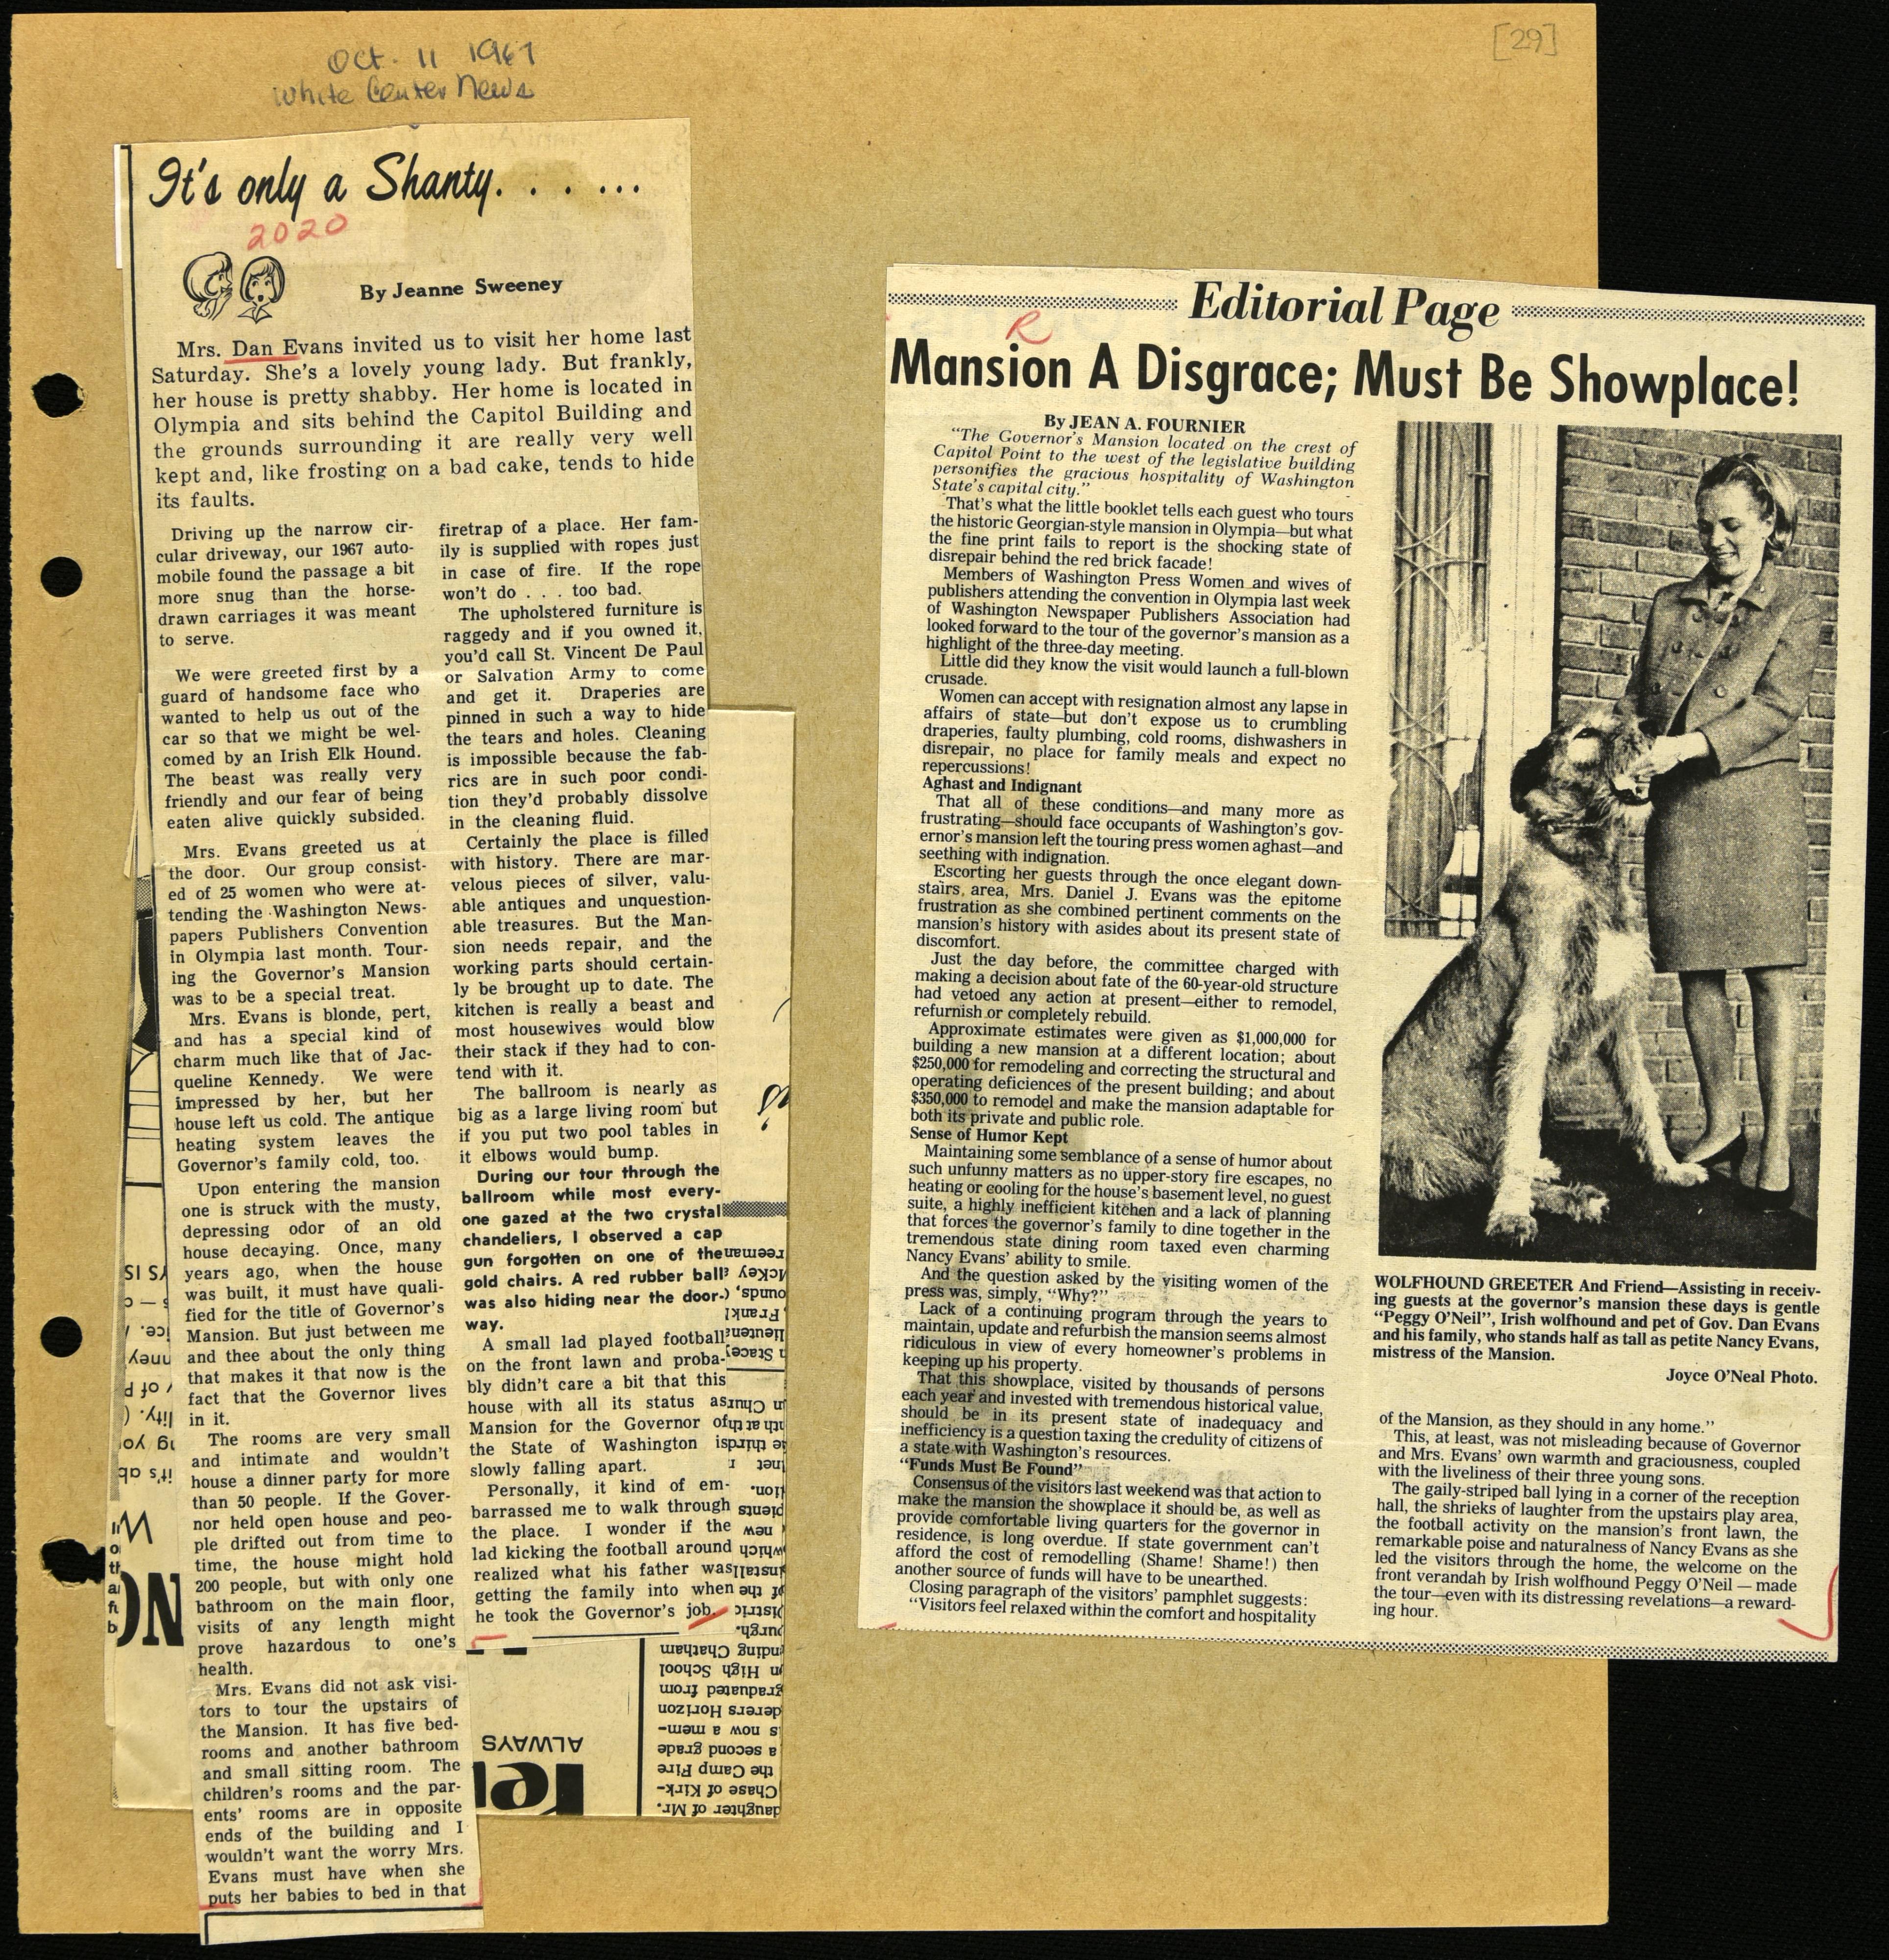 [29]
Oct. 11 1967
White Center News
It's only a Shanty. . . ...
2020
By Jeanne Sweeney
Mrs. Dan Evans invited us to visit her home last
Saturday. She's a lovely young lady. But frankly,
her house is pretty shabby. Her home is located in
Olympia and sits behind the Capitol Building and
the grounds surrounding it are really very well
kept and, like frosting on a bad cake, tends to hide
its faults.
Driving up the narrow cir-
cular driveway, our 1967 auto-
mobile found the passage a bit
more snug than the horse-
drawn carriages it was meant
to serve.
We were greeted first by a
guard of handsome face who
wanted to help us out of the
car so that we might be wel-
comed by an Irish Elk Hound.
The beast was really very
friendly and our fear of being
eaten alive quickly subsided.
Mrs. Evans greeted us at
the door. Our group consist-
ed of 25 women who were at-
tending the Washington News-
papers Publishers Convention
in Olympia last month. Tour-
ing the Governor's Mansion
was to be a special treat.
Mrs. Evans is blonde, pert,
and has a special kind of
charm much like that of Jac-
queline Kennedy. We were
impressed by her, but her
house left us cold. The antique
heating system leaves the
Governor's family cold, too.
Upon entering the mansion
one is struck with the musty,
depressing odor of an old
house decaying. Once, many
years ago, when the house
was built, it must have quali-
fied for the title of Governor's
Mansion. But just between me
and thee about the only thing
that makes it that now is the
fact that the Governor lives
in it.
The rooms are very small
and intimate and wouldn't
house a dinner party for more
than 50 people. If the Gover-
nor held open house and peo-
ple drifted out from time to
time, the house might hold
200 people, but with only one
bathroom on the main floor,
visits of any length might
prove hazardous to one's
health.
Mrs. Evans did not ask visi-
tors to tour the upstairs of
the Mansion. It has five bed-
rooms and another bathroom
and small sitting room. The
children's rooms and the par-
ents' rooms are in opposite
ends of the building and I
wouldn't want the worry Mrs.
Evans must have when she
puts her babies to bed in that
firetrap of a place. Her fam-
ily is supplied with ropes just
in case of fire. If the rope
won't do . . . too bad.
The upholstered furniture is
raggedy and if you owned it,
you'd call St. Vincent De Paul
or Salvation Army to come
and get it. Draperies are
pinned in such a way to hide
the tears and holes. Cleaning
is impossible because the fab-
rics are in such poor condi-
tion they'd probably dissolve
in the cleaning fluid.
Certainly the place is filled
with history. There are mar-
velous pieces of silver, valu-
able antiques and unquestion-
able treasures. But the Man-
sion needs repair, and the
working parts should certain-
ly be brought up to date. The
kitchen is really a beast and
most housewives would blow
their stack if they had to con-
tend with it.
The ballroom is nearly as
big as a large living room but
if you put two pool tables in
it elbows would bump.
During our tour through the
ballroom while most every-
one gazed at the two crystal
chandeliers, I observed a cap
gun forgotten on one of the
gold chairs. A red rubber ball
was also hiding near the door-
way.
A small lad played football
on the front lawn and proba-
bly didn't care a bit that this
house with all its status as
Mansion for the Governor of
the State of Washington is
slowly falling apart.
Personally, it kind of em-
barrassed me to walk through
the place. I wonder if the
lad kicking the football around
realized what his father was
getting the family into when
he took the Governor's job.
daughter of Mr.
Chase of Kirk-
the Camp Fire
a second grade
is now a mem-
derers Horizon
graduated from
High School
nding Chatham
ALWAYS
Editorial Page
R
Mansion A Disgrace; Must Be Showplace!
By JEAN A. FOURNIER
"The Governor's Mansion located on the crest of
Capitol Point to the west of the legislative building
personifies the gracious hospitality of Washington
State's capital city."
That's what the little booklet tells each guest who tours
the historic Georgian-style mansion in Olympia—but what
the fine print fails to report is the shocking state of
disrepair behind the red brick facade!
Members of Washington Press Women and wives of
publishers attending the convention in Olympia last week
of Washington Newspaper Publishers Association had
looked forward to the tour of the governor's mansion as a
highlight of the three-day meeting.
Little did they know the visit would launch a full-blown
crusade.
Women can accept with resignation almost any lapse in
affairs of state—but don't expose us to crumbling
draperies, faulty plumbing, cold rooms, dishwashers in
disrepair, no place for family meals and expect no
repercussions!
Aghast and Indignant
That all of these conditions—and many more as
frustrating—should face occupants of Washington's gov-
ernor's mansion left the touring press women aghast—and
seething with indignation.
Escorting her guests through the once elegant down-
stairs area, Mrs. Daniel J. Evans was the epitome
frustration as she combined pertinent comments on the
mansion's history with asides about its present state of
discomfort.
Just the day before, the committee charged with
making a decision about fate of the 60-year-old structure
had vetoed any action at present—either to remodel,
refurnish or completely rebuild.
Approximate estimates were given as $1,000,000 for
building a new mansion at a different location; about
$250,000 for remodeling and correcting the structural and
operating deficiences of the present building; and about
$350,000 to remodel and make the mansion adaptable for
both its private and public role.
Sense of Humor Kept
Maintaining some semblance of a sense of humor about
such unfunny matters as no upper-story fire escapes, no
heating or cooling for the house's basement level, no guest
suite, a highly inefficient kitchen and a lack of planning
that forces the governor's family to dine together in the
tremendous state dining room taxed even charming
Nancy Evans' ability to smile.
And the question asked by the visiting women of the
press was, simply, "Why?"
Lack of a continuing program through the years to
maintain, update and refurbish the mansion seems almost
ridiculous in view of every homeowner's problems in
keeping up his property.
That this showplace, visited by thousands of persons
each year and invested with tremendous historical value,
should be in its present state of inadequacy and
inefficiency is a question taxing the credulity of citizens of
a state with Washington's resources.
"Funds Must Be Found"
Consensus of the visitors last weekend was that action to
make the mansion the showplace it should be, as well as
provide comfortable living quarters for the governor in
residence, is long overdue. If state government can't
afford the cost of remodelling (Shame! Shame!) then
another source of funds will have to be unearthed.
Closing paragraph of the visitors' pamphlet suggests:
"Visitors feel relaxed within the comfort and hospitality
WOLFHOUND GREETER And Friend—Assisting in receiv-
ing guests at the governor's mansion these days is gentle
"Peggy O'Neil", Irish wolfhound and pet of Gov. Dan Evans
and his family, who stands half as tall as petite Nancy Evans,
mistress of the Mansion.
Joyce O'Neal Photo.
of the Mansion, as they should in any home."
This, at least, was not misleading because of Governor
and Mrs. Evans' own warmth and graciousness, coupled
with the liveliness of their three young sons.
The gaily-striped ball lying in a corner of the reception
hall, the shrieks of laughter from the upstairs play area,
the football activity on the mansion's front lawn, the
remarkable poise and naturalness of Nancy Evans as she
led the visitors through the home, the welcome on the
front verandah by Irish wolfhound Peggy O'Neil — made
the tour—even with its distressing revelations—a reward-
ing hour.